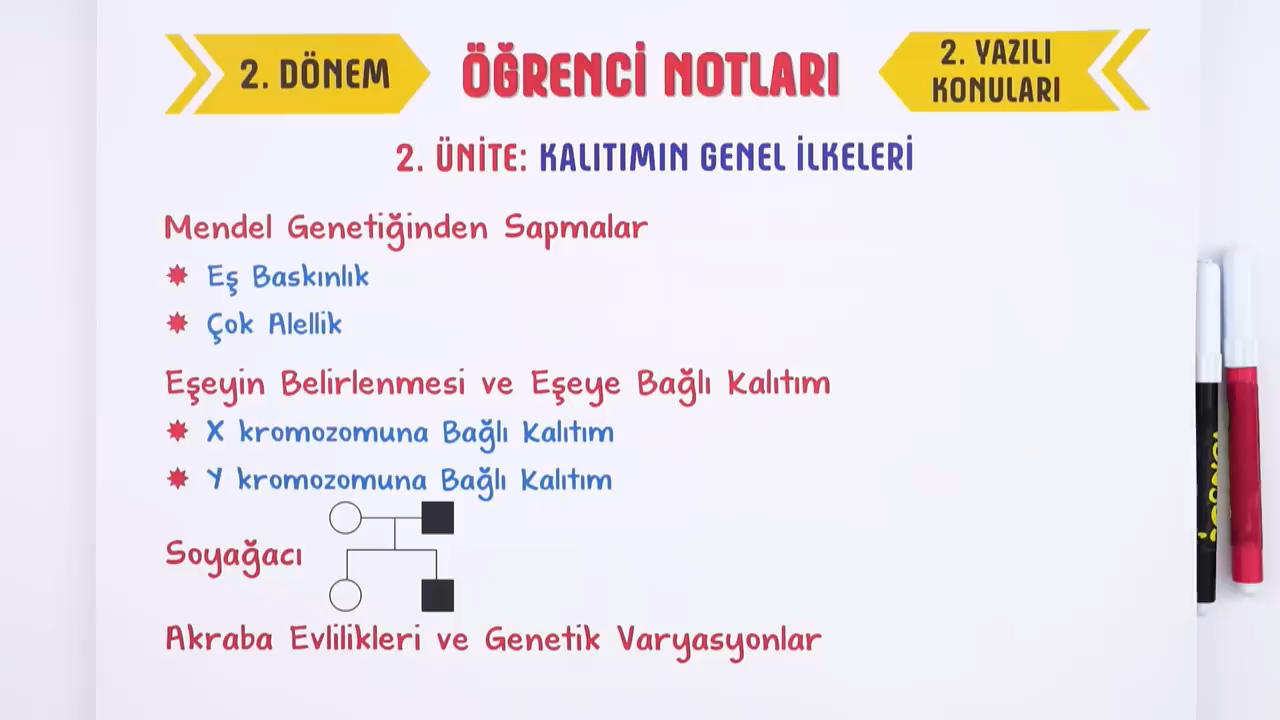 2. DÖNEM
ÖĞRENCİ NOTLARI
2. YAZILI
KONULARI
2. ÜNİTE: KALITIMIN GENEL İLKELERİ
Mendel Genetiğinden Sapmalar
Eş Baskınlık
Çok Alellik
Eşeyin Belirlenmesi ve Eşeye Bağlı Kalıtım
X kromozomuna Bağlı Kalıtım
Y kromozomuna Bağlı Kalıtım
Soyağacı
Akraba Evlilikleri ve Genetik Varyasyonlar